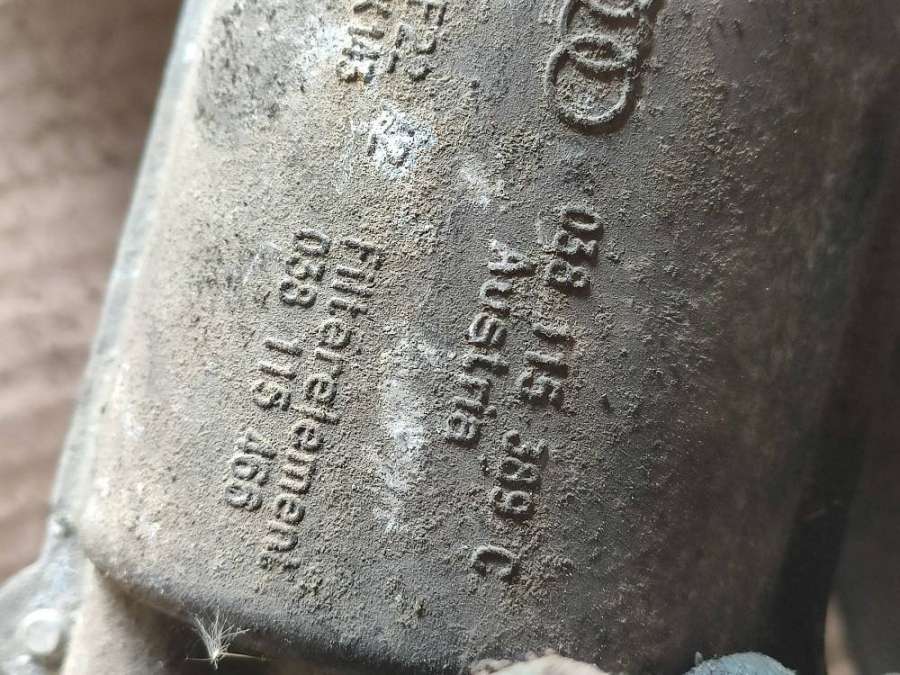 038 115 389 C
Austria
Filterelement
038 115 466